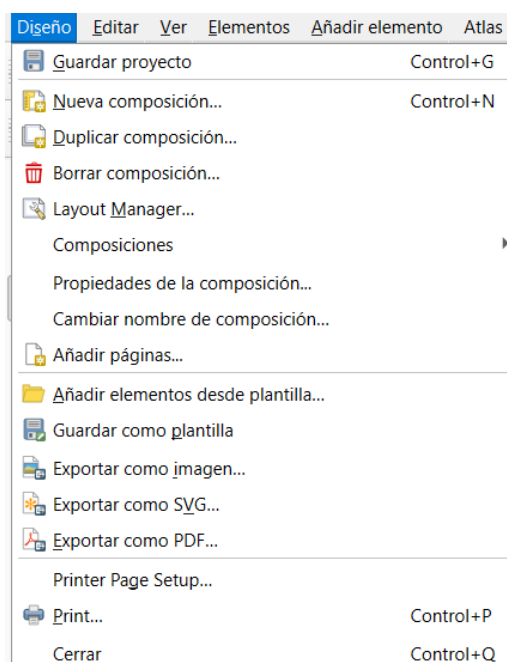 Diseño Editar Ver Elementos Añadir elemento Atlas
Guardar proyecto Control+G
Nueva composición... Control+N
Duplicar composición...
Borrar composición...
Layout Manager...
Composiciones
Propiedades de la composición...
Cambiar nombre de composición...
Añadir páginas...
Añadir elementos desde plantilla...
Guardar como plantilla
Exportar como imagen...
Exportar como SVG...
Exportar como PDF...
Printer Page Setup...
Print... Control+P
Cerrar Control+Q